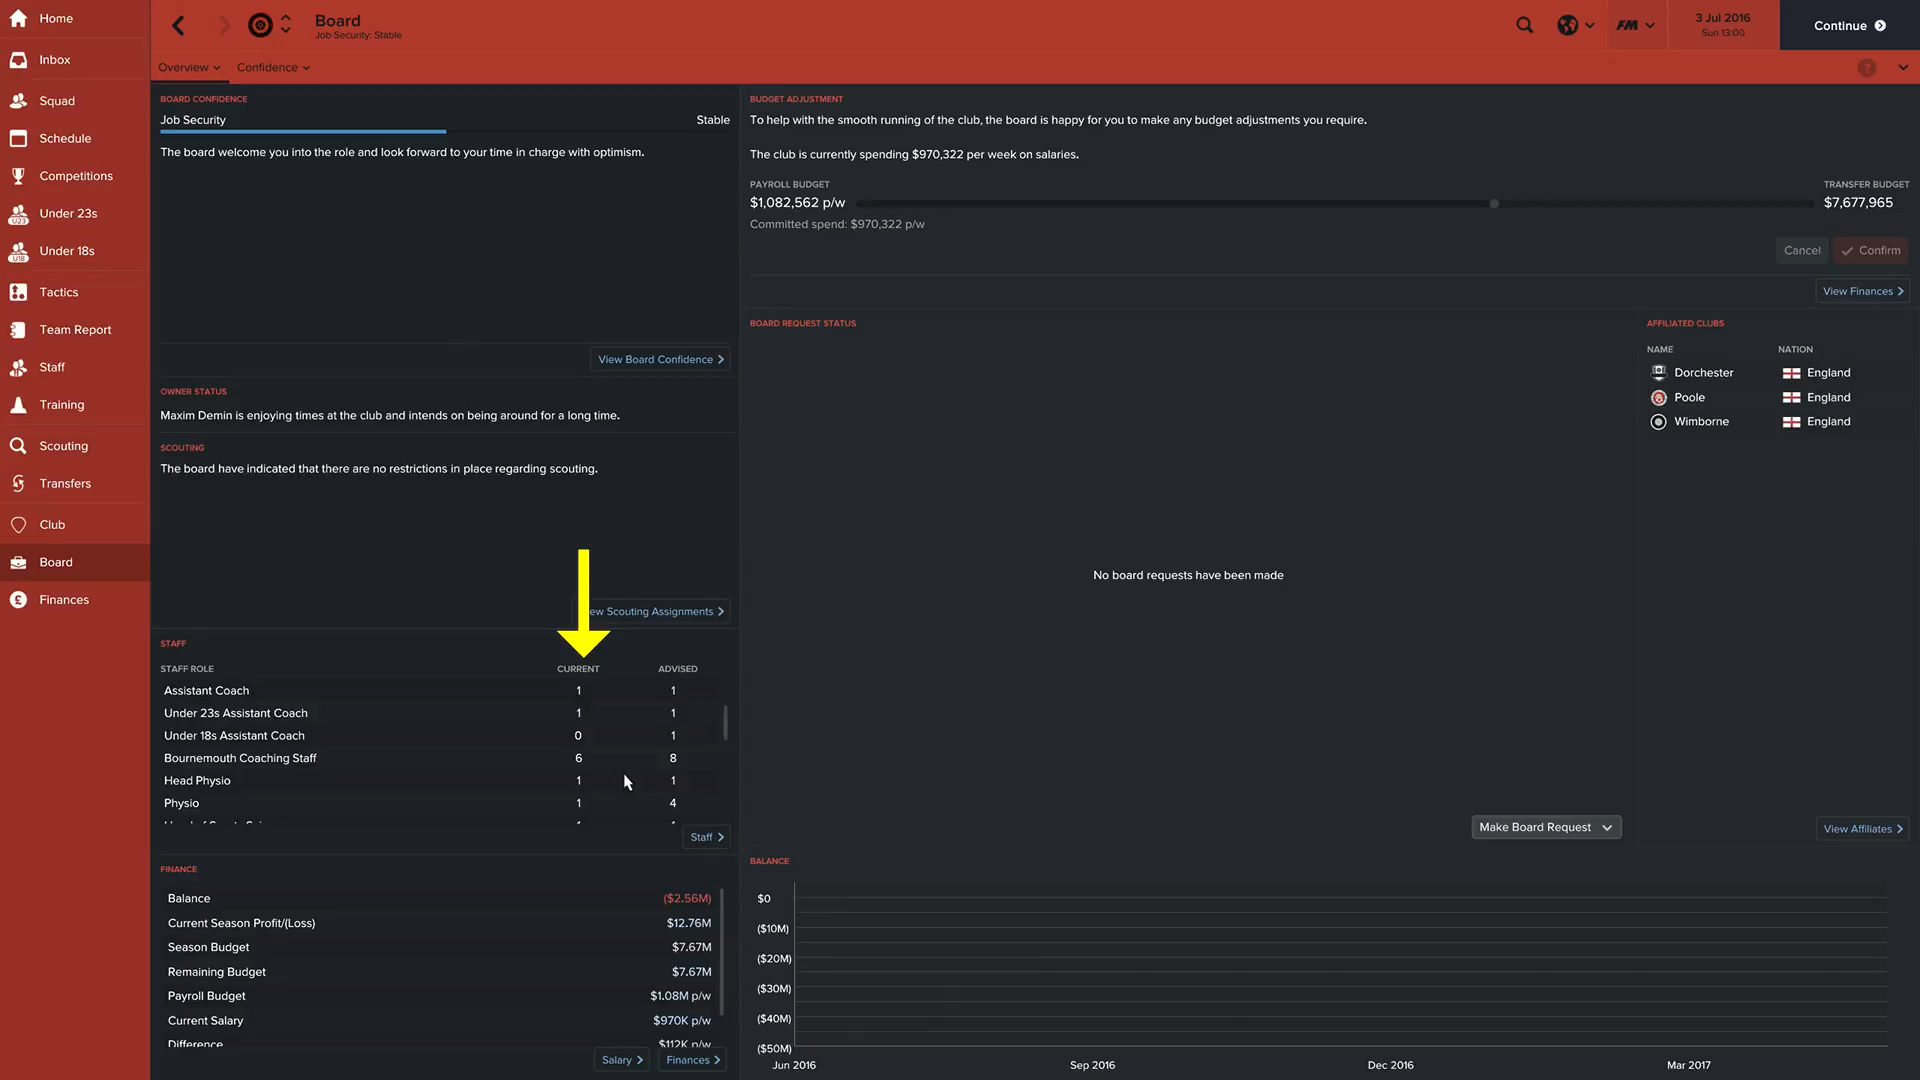 Home
Inbox
Squad
Schedule
Competitions
U23
Under 23s
U18
Under 18s
Tactics
Team Report
Staff
Training
Scouting
Transfers
Club
Board
£
Finances
Board
Job Security: Stable
FM
3 Jul 2016
Sun 13:00
Continue
Overview
Confidence
?
BOARD CONFIDENCE
Job Security Stable
The board welcome you into the role and look forward to your time in charge with optimism.
View Board Confidence
OWNER STATUS
Maxim Demin is enjoying times at the club and intends on being around for a long time.
SCOUTING
The board have indicated that there are no restrictions in place regarding scouting.
Scouting Assignments
STAFF
STAFF ROLE CURRENT ADVISED
Assistant Coach 1 1
Under 23s Assistant Coach 1 1
Under 18s Assistant Coach 0 1
Bournemouth Coaching Staff 6 8
Head Physio 1 1
Physio 1 4
Staff
FINANCE
Balance ($2.56M)
Current Season Profit/(Loss) $12.76M
Season Budget $7.67M
Remaining Budget $7.67M
Payroll Budget $1.08M p/w
Current Salary $970K p/w
Difference $112K p/w
Salary
Finances
BUDGET ADJUSTMENT
To help with the smooth running of the club, the board is happy for you to make any budget adjustments you require.
The club is currently spending $970,322 per week on salaries.
PAYROLL BUDGET TRANSFER BUDGET
$1,082,562 p/w $7,677,965
Committed spend: $970,322 p/w
Cancel
Confirm
View Finances
BOARD REQUEST STATUS
No board requests have been made
Make Board Request
AFFILIATED CLUBS
NAME NATION
Dorchester England
Poole England
Wimborne England
View Affiliates
BALANCE
$0
($10M)
($20M)
($30M)
($40M)
($50M)
Jun 2016 Sep 2016 Dec 2016 Mar 2017